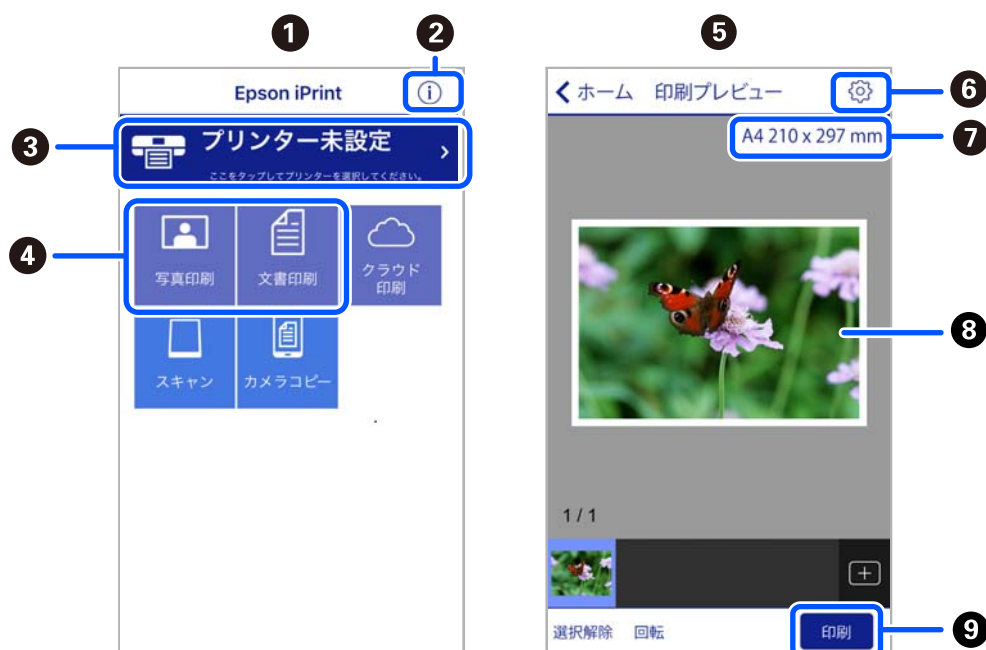 1
2
5
Epson iPrint
i
ホーム 印刷プレビュー
6
3
プリンター未設定
ここをタップしてプリンターを選択してください。
A4 210 x 297 mm
7
4
写真印刷
文書印刷
クラウド
印刷
スキャン
カメラコピー
8
1 / 1
選択解除 回転
印刷
9